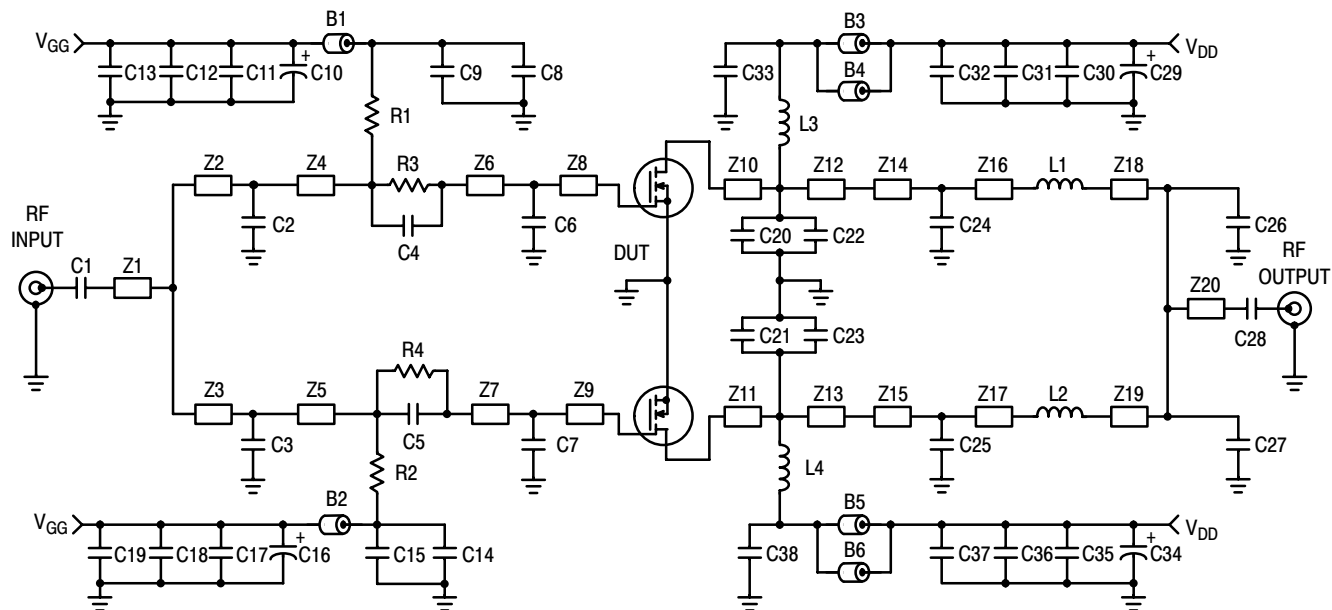 B1
B3
V_GG
V_DD
C13 C12 C11 + C10 C9 C8
C33 B4 C32 C31 C30 + C29
R1
L3
Z2 Z4 R3 Z6 Z8
Z10 Z12 Z14 Z16 L1 Z18
RF
INPUT
C2 C4 C6
DUT
C20 C22 C24 C26
RF
OUTPUT
C1 Z1
Z20
C28
C21 C23
R4
Z3 Z5 Z7 Z9
Z11 Z13 Z15 Z17 L2 Z19
C3 C5 C7
C25 C27
R2
L4
B2
B5
V_GG
V_DD
C19 C18 C17 + C16 C15 C14
C38 B6 C37 C36 C35 + C34